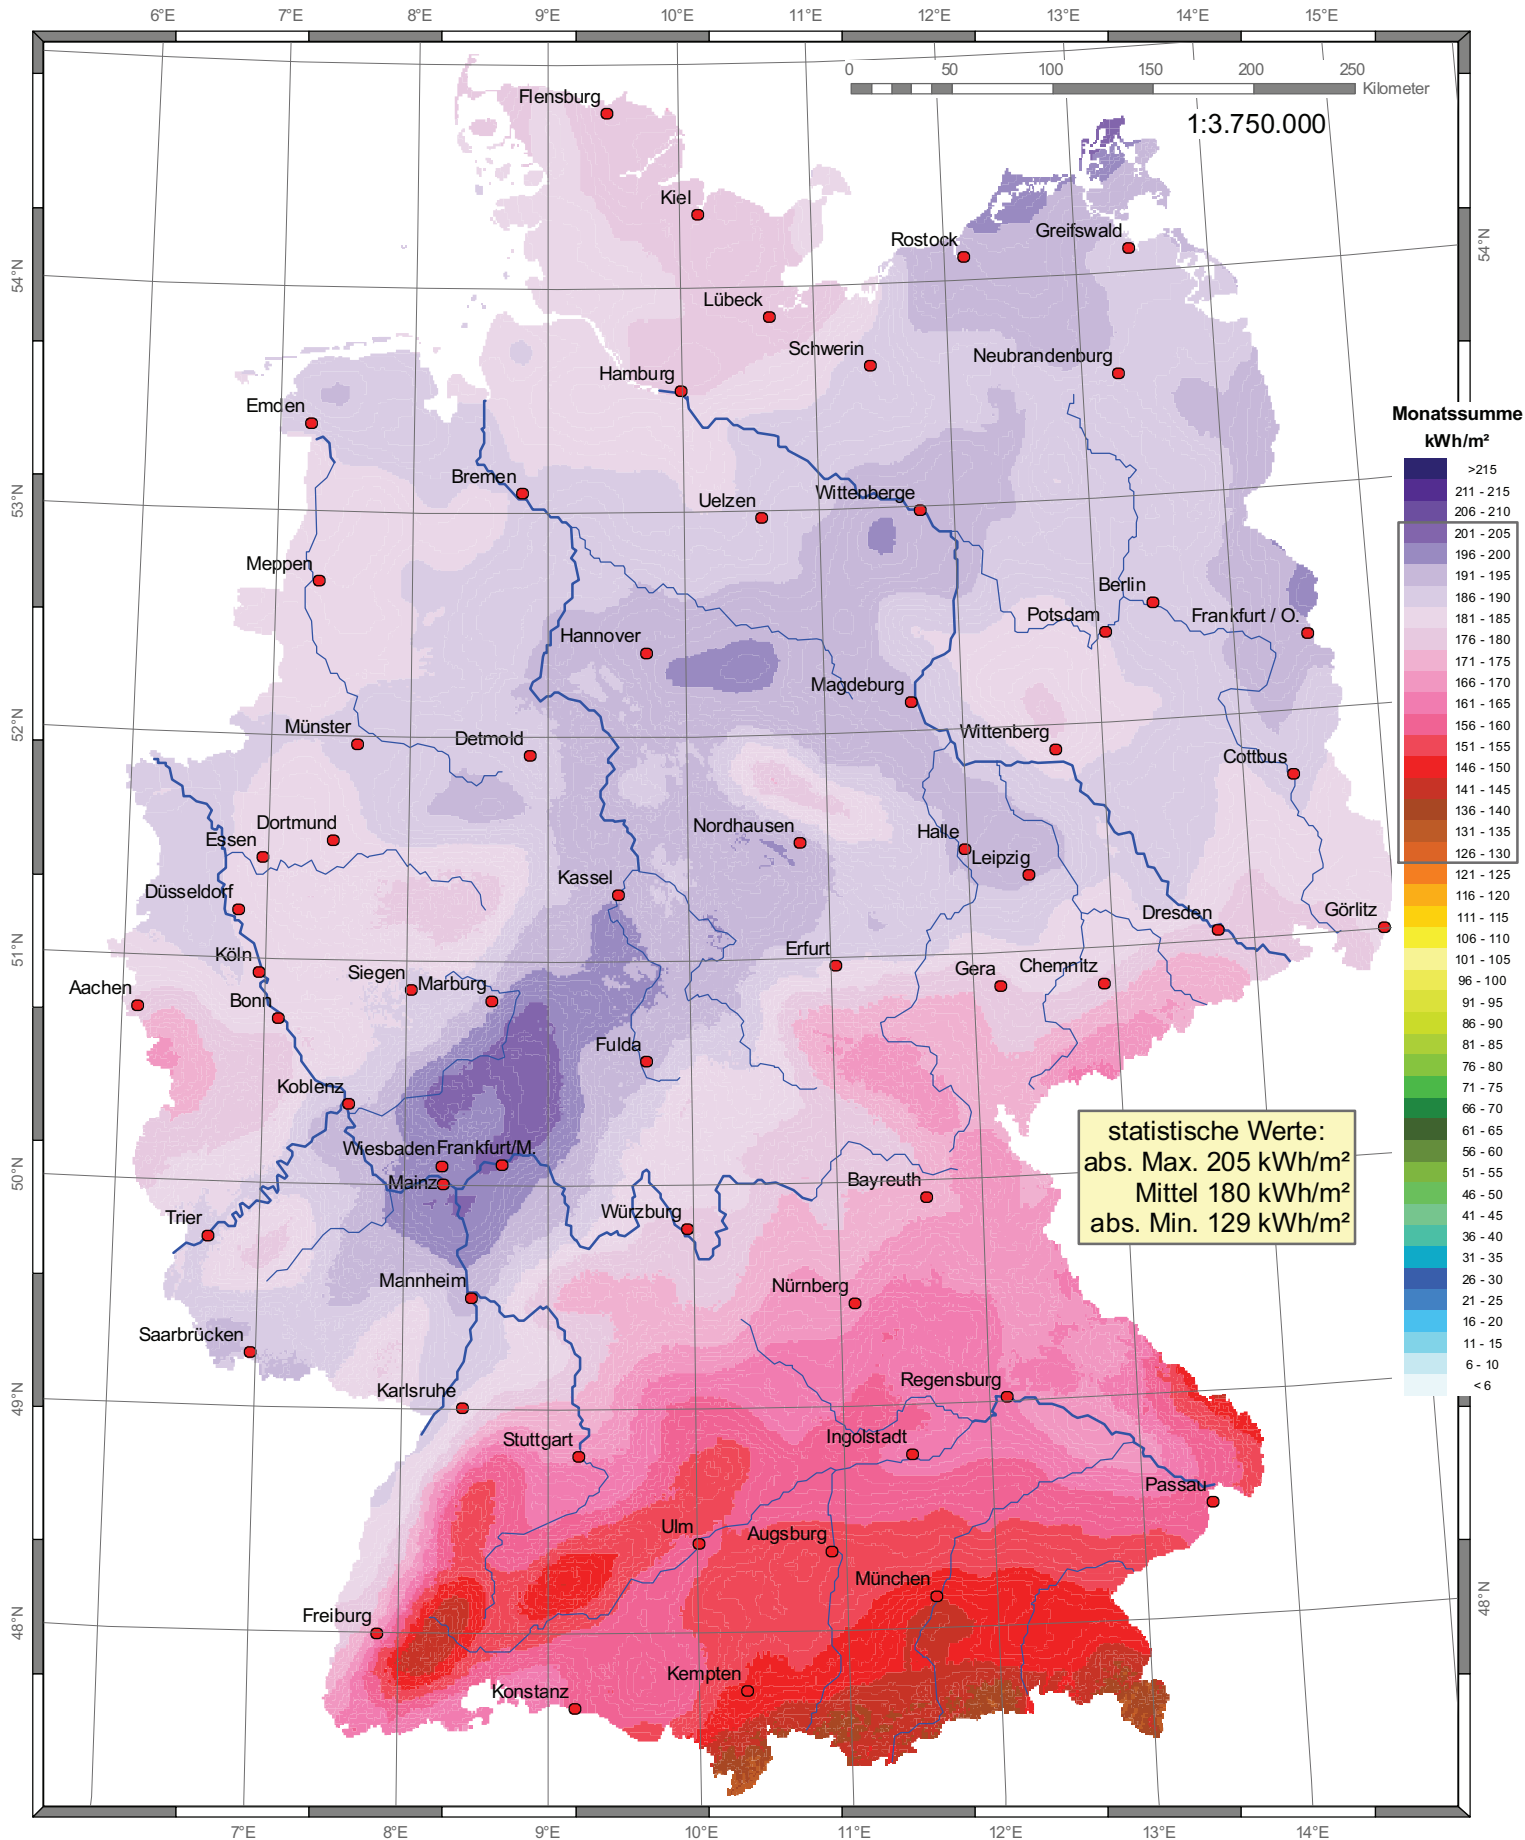 6°E 7°E 8°E 9°E 10°E 11°E 12°E 13°E 14°E 15°E
0 50 100 150 200 250
Kilometer
1:3.750.000
Flensburg
Kiel
Rostock
Greifswald
54°N
54°N
Lübeck
Schwerin
Neubrandenburg
Hamburg
Emden
Bremen
Uelzen
Wittenberge
53°N
53°N
Meppen
Berlin
Potsdam
Frankfurt / O.
Hannover
Magdeburg
52°N
Münster
Detmold
Wittenberg
Cottbus
Dortmund
Essen
Nordhausen
Halle
Leipzig
Kassel
Düsseldorf
Dresden
Görlitz
51°N
Köln
Erfurt
Siegen
Marburg
Gera
Chemnitz
Aachen
Bonn
Fulda
Koblenz
Wiesbaden
Frankfurt/M.
50°N
Mainz
Bayreuth
Trier
Würzburg
Mannheim
Nürnberg
Saarbrücken
Karlsruhe
Regensburg
49°N
49°N
Stuttgart
Ingolstadt
Passau
Ulm
Augsburg
München
Freiburg
48°N
48°N
Kempten
Konstanz
Monatssumme
kWh/m²
>215
211 - 215
206 - 210
201 - 205
196 - 200
191 - 195
186 - 190
181 - 185
176 - 180
171 - 175
166 - 170
161 - 165
156 - 160
151 - 155
146 - 150
141 - 145
136 - 140
131 - 135
126 - 130
121 - 125
116 - 120
111 - 115
106 - 110
101 - 105
96 - 100
91 - 95
86 - 90
81 - 85
76 - 80
71 - 75
66 - 70
61 - 65
56 - 60
51 - 55
46 - 50
41 - 45
36 - 40
31 - 35
26 - 30
21 - 25
16 - 20
11 - 15
6 - 10
< 6
statistische Werte:
abs. Max. 205 kWh/m²
Mittel 180 kWh/m²
abs. Min. 129 kWh/m²
7°E 8°E 9°E 10°E 11°E 12°E 13°E 14°E